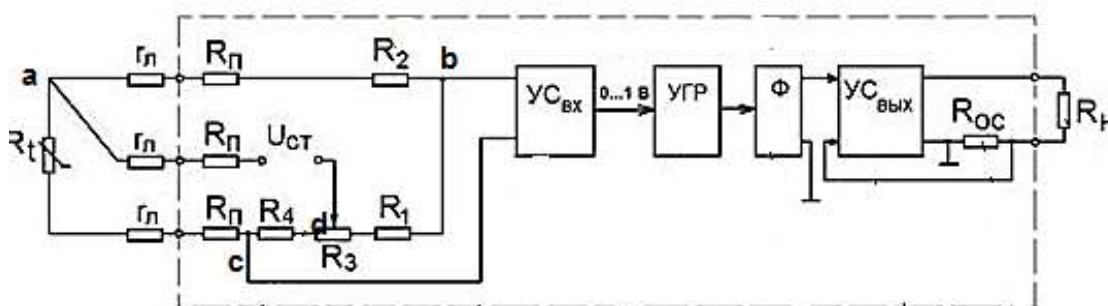 rл Rп R2
a b
УСвх 0...1 В УГР Ф УСвых
Rос Rн
Rt rл Rп Uст
rл Rп R4 d R1
c R3